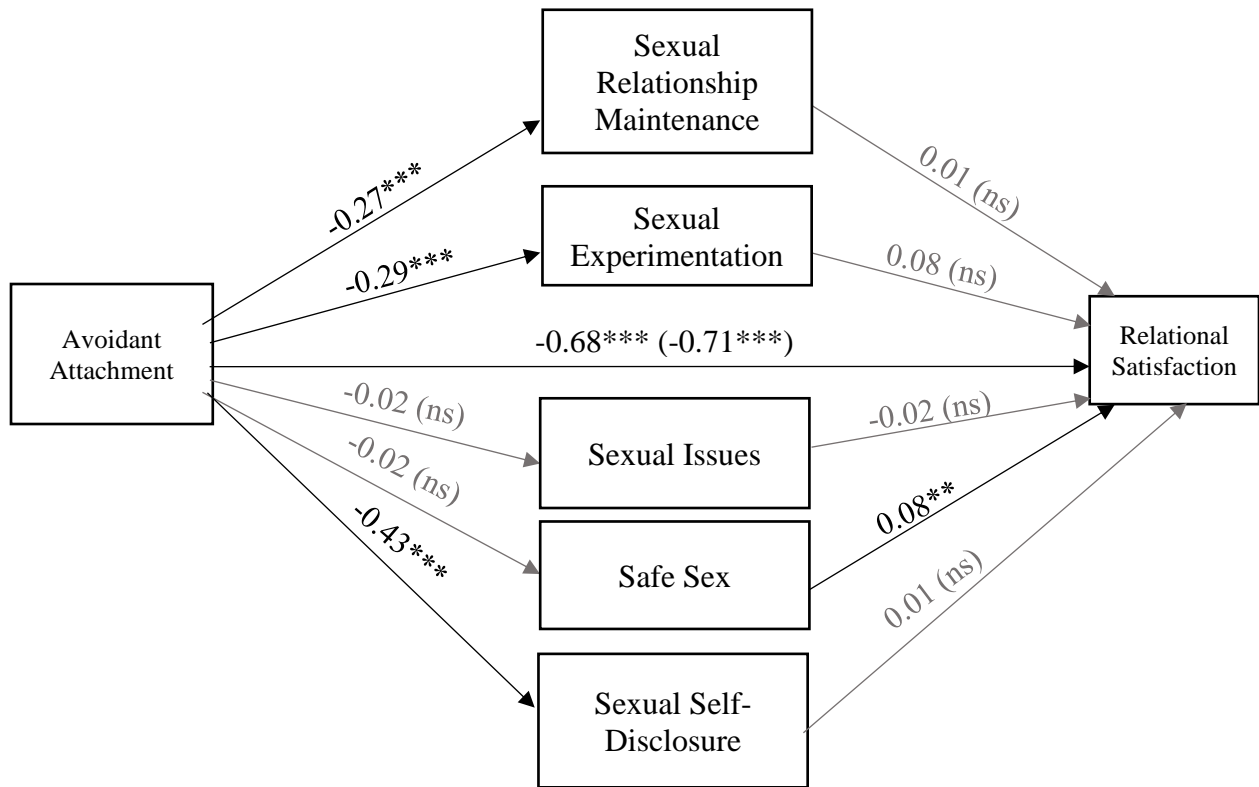 Sexual
Relationship
Maintenance
-0.27***
0.01 (ns)
Sexual
Experimentation
-0.29***
0.08 (ns)
Avoidant
Attachment
-0.68*** (-0.71***)
Relational
Satisfaction
-0.02 (ns)
-0.02 (ns)
Sexual Issues
-0.02 (ns)
-0.43***
Safe Sex
0.08**
0.01 (ns)
Sexual Self-
Disclosure